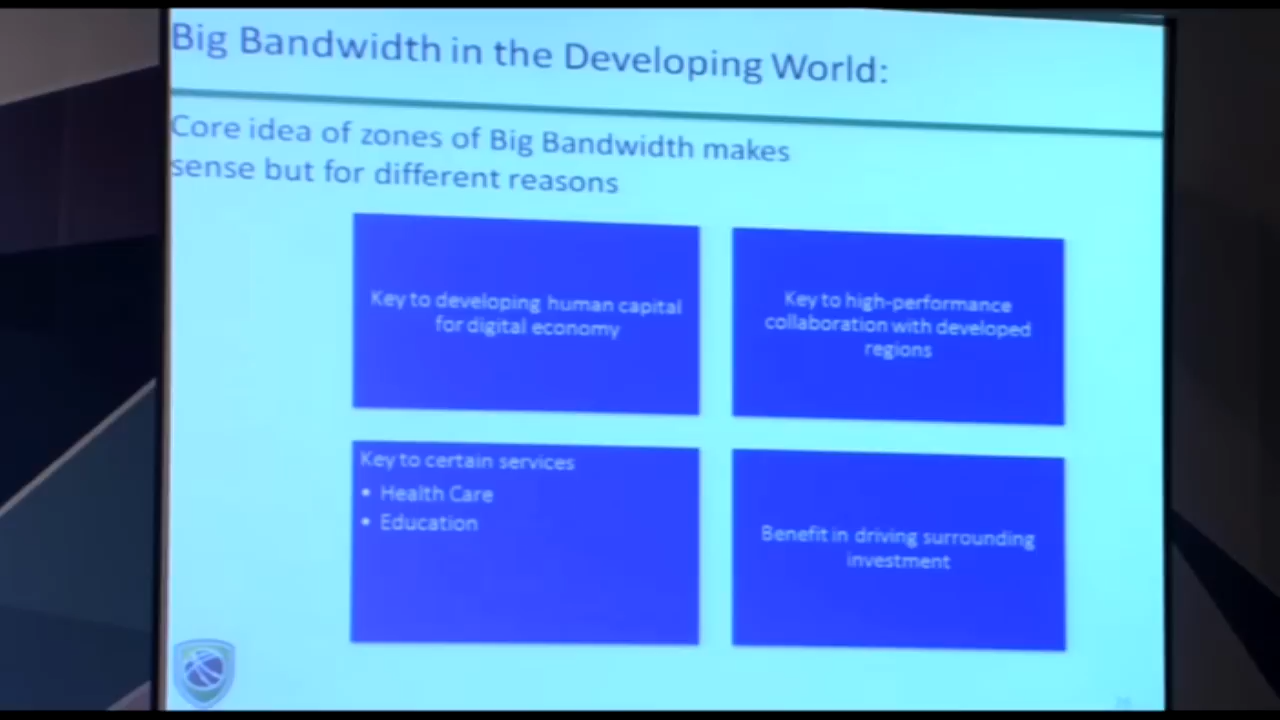 Big Bandwidth in the Developing World:
Core idea of zones of Big Bandwidth makes
sense but for different reasons
Key to developing human capital
for digital economy
Key to high-performance
collaboration with developed
regions
Key to certain services
• Health Care
• Education
Benefit in driving surrounding
investment